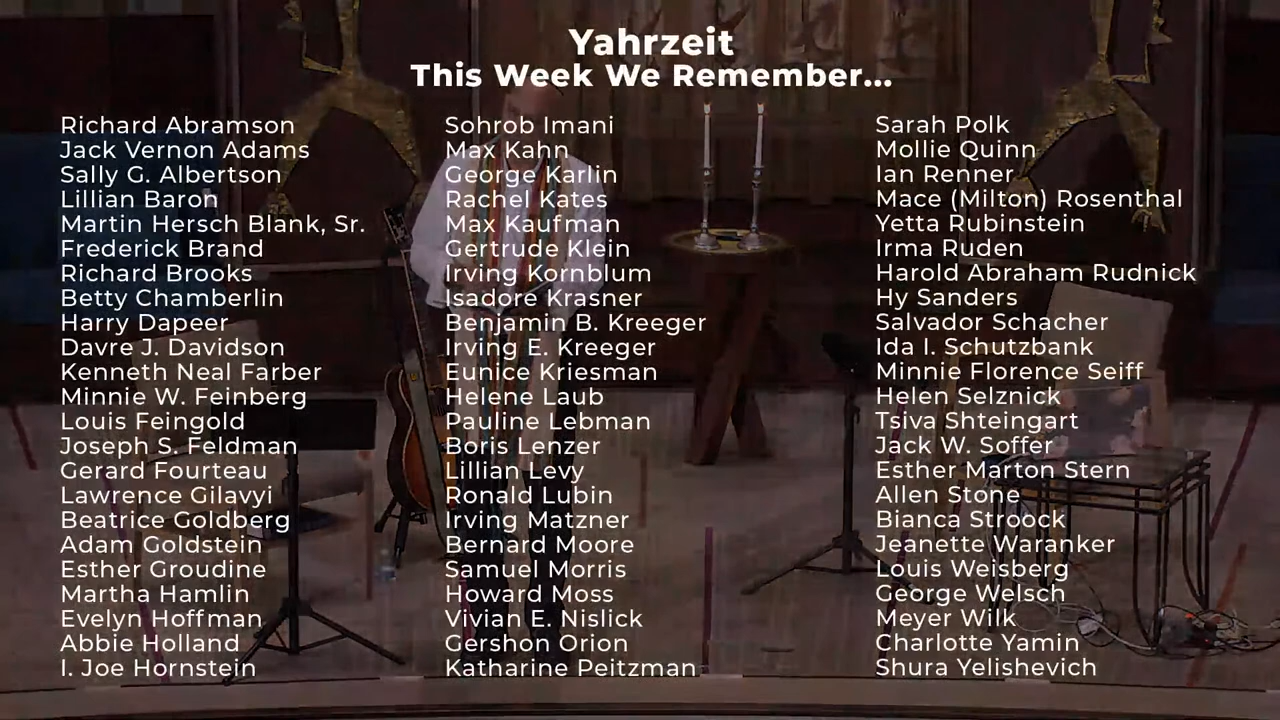 Yahrzeit
This Week We Remember...
Richard Abramson
Jack Vernon Adams
Sally G. Albertson
Lillian Baron
Martin Hersch Blank, Sr.
Frederick Brand
Richard Brooks
Betty Chamberlin
Harry Dapeer
Davre J. Davidson
Kenneth Neal Farber
Minnie W. Feinberg
Louis Feingold
Joseph S. Feldman
Gerard Fourteau
Lawrence Gilavyi
Beatrice Goldberg
Adam Goldstein
Esther Groudine
Martha Hamlin
Evelyn Hoffman
Abbie Holland
I. Joe Hornstein
Sohrob Imani
Max Kahn
George Karlin
Rachel Kates
Max Kaufman
Gertrude Klein
Irving Kornblum
Isadore Krasner
Benjamin B. Kreeger
Irving E. Kreeger
Eunice Kriesman
Helene Laub
Pauline Lebman
Boris Lenzer
Lillian Levy
Ronald Lubin
Irving Matzner
Bernard Moore
Samuel Morris
Howard Moss
Vivian E. Nislick
Gershon Orion
Katharine Peitzman
Sarah Polk
Mollie Quinn
Ian Renner
Mace (Milton) Rosenthal
Yetta Rubinstein
Irma Ruden
Harold Abraham Rudnick
Hy Sanders
Salvador Schacher
Ida I. Schutzbank
Minnie Florence Seiff
Helen Selznick
Tsiva Shteingart
Jack W. Soffer
Esther Marton Stern
Allen Stone
Bianca Stroock
Jeanette Waranker
Louis Weisberg
George Welsch
Meyer Wilk
Charlotte Yamin
Shura Yelishevich